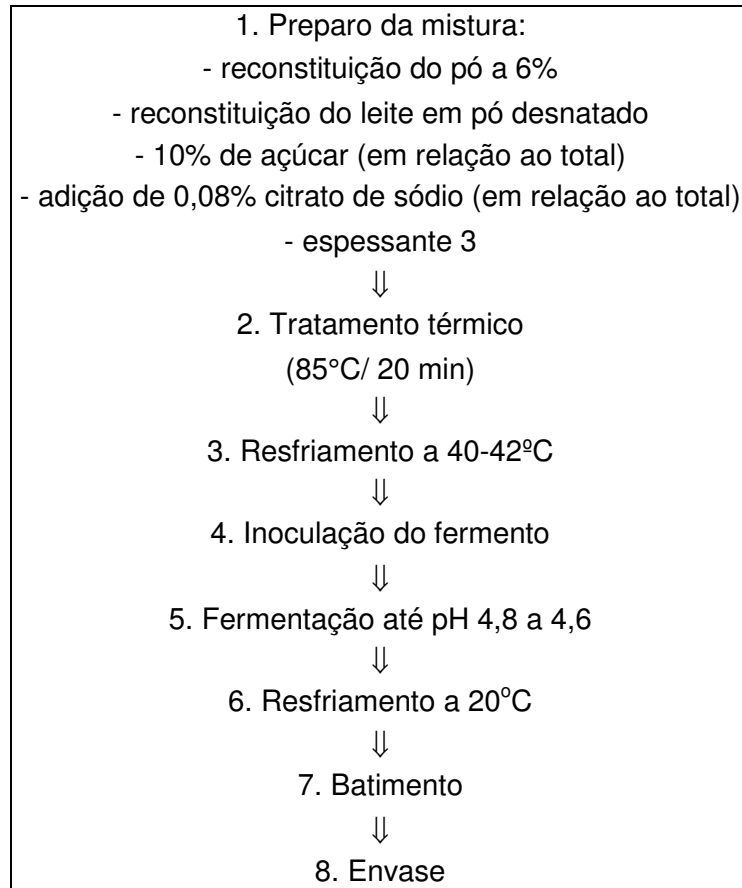 1. Preparo da mistura:
- reconstituição do pó a 6%
- reconstituição do leite em pó desnatado
- 10% de açúcar (em relação ao total)
- adição de 0,08% citrato de sódio (em relação ao total)
- espessante 3
⇓
2. Tratamento térmico
(85°C/ 20 min)
⇓
3. Resfriamento a 40-42ºC
⇓
4. Inoculação do fermento
⇓
5. Fermentação até pH 4,8 a 4,6
⇓
6. Resfriamento a 20°C
⇓
7. Batimento
⇓
8. Envase